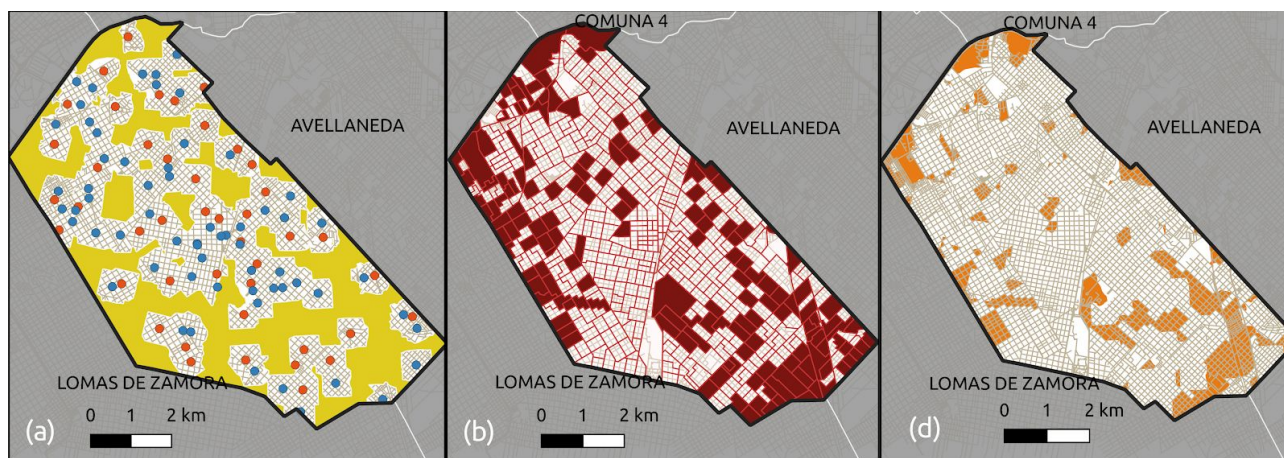 AVELLANEDA
LOMAS DE ZAMORA
0 1 2 km
(a)
COMUNA 4
AVELLANEDA
LOMAS DE ZAMORA
0 1 2 km
(b)
COMUNA 4
AVELLANEDA
LOMAS DE ZAMORA
0 1 2 km
(d)